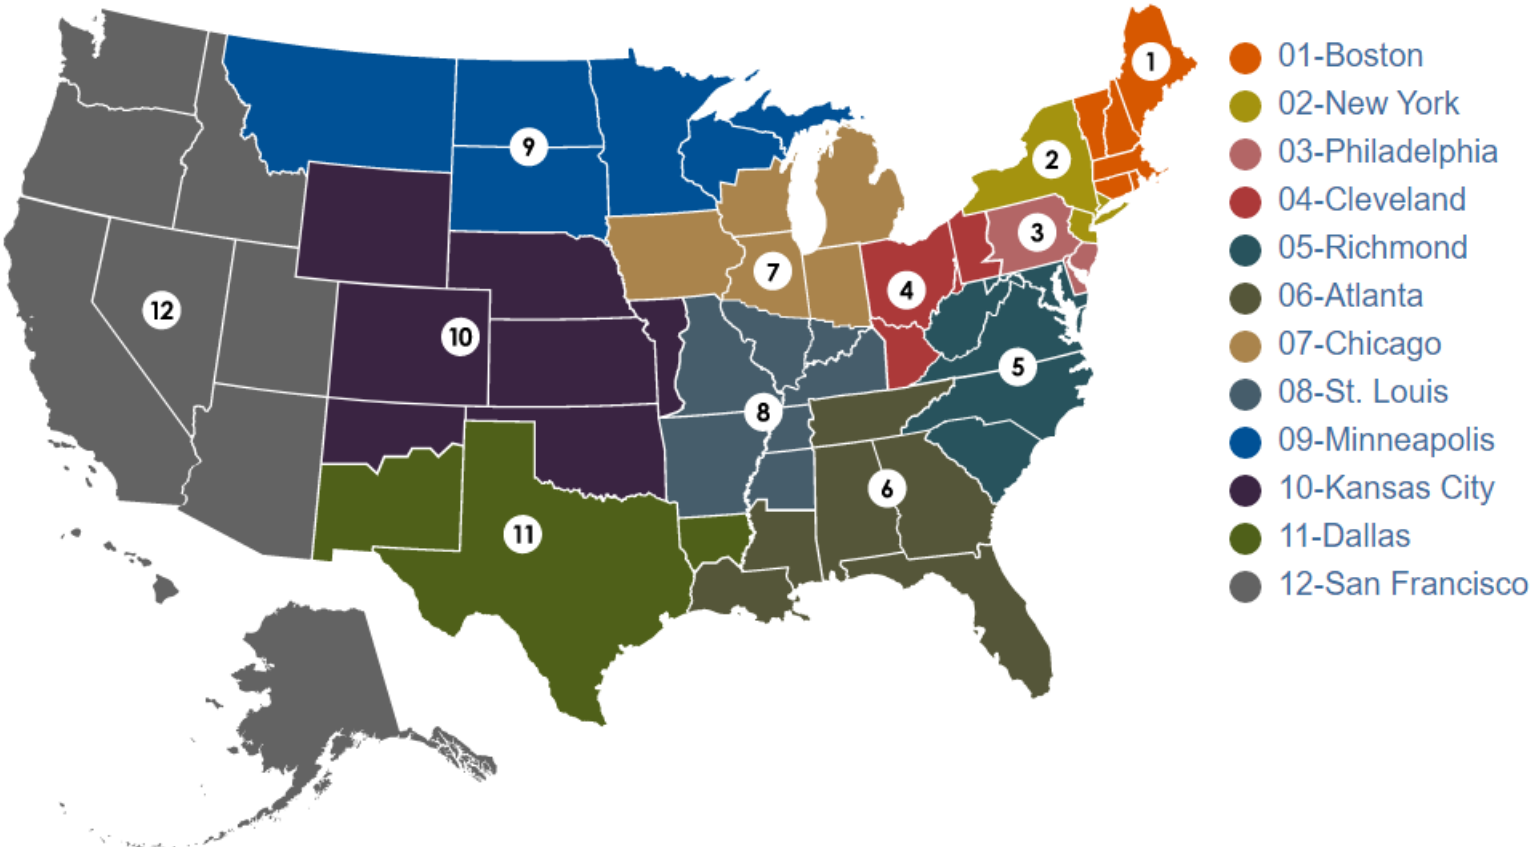 1
2
3
4
5
6
7
8
9
10
11
12
01-Boston
02-New York
03-Philadelphia
04-Cleveland
05-Richmond
06-Atlanta
07-Chicago
08-St. Louis
09-Minneapolis
10-Kansas City
11-Dallas
12-San Francisco